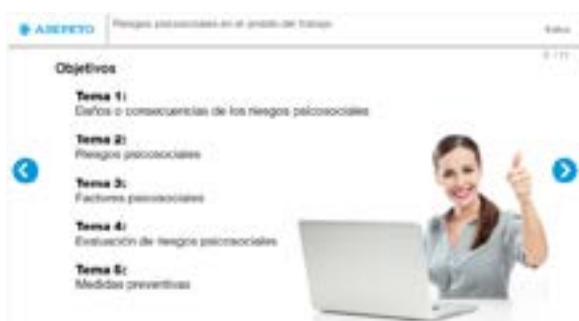 ASEPEYO
Riesgos psicosociales en el ámbito del trabajo
Objetivos
Tema 1:
Daños o consecuencias de los riesgos psicosociales
Tema 2:
Riesgos psicosociales
Tema 3:
Factores psicosociales
Tema 4:
Evaluación de riesgos psicosociales
Tema 5:
Medidas preventivas